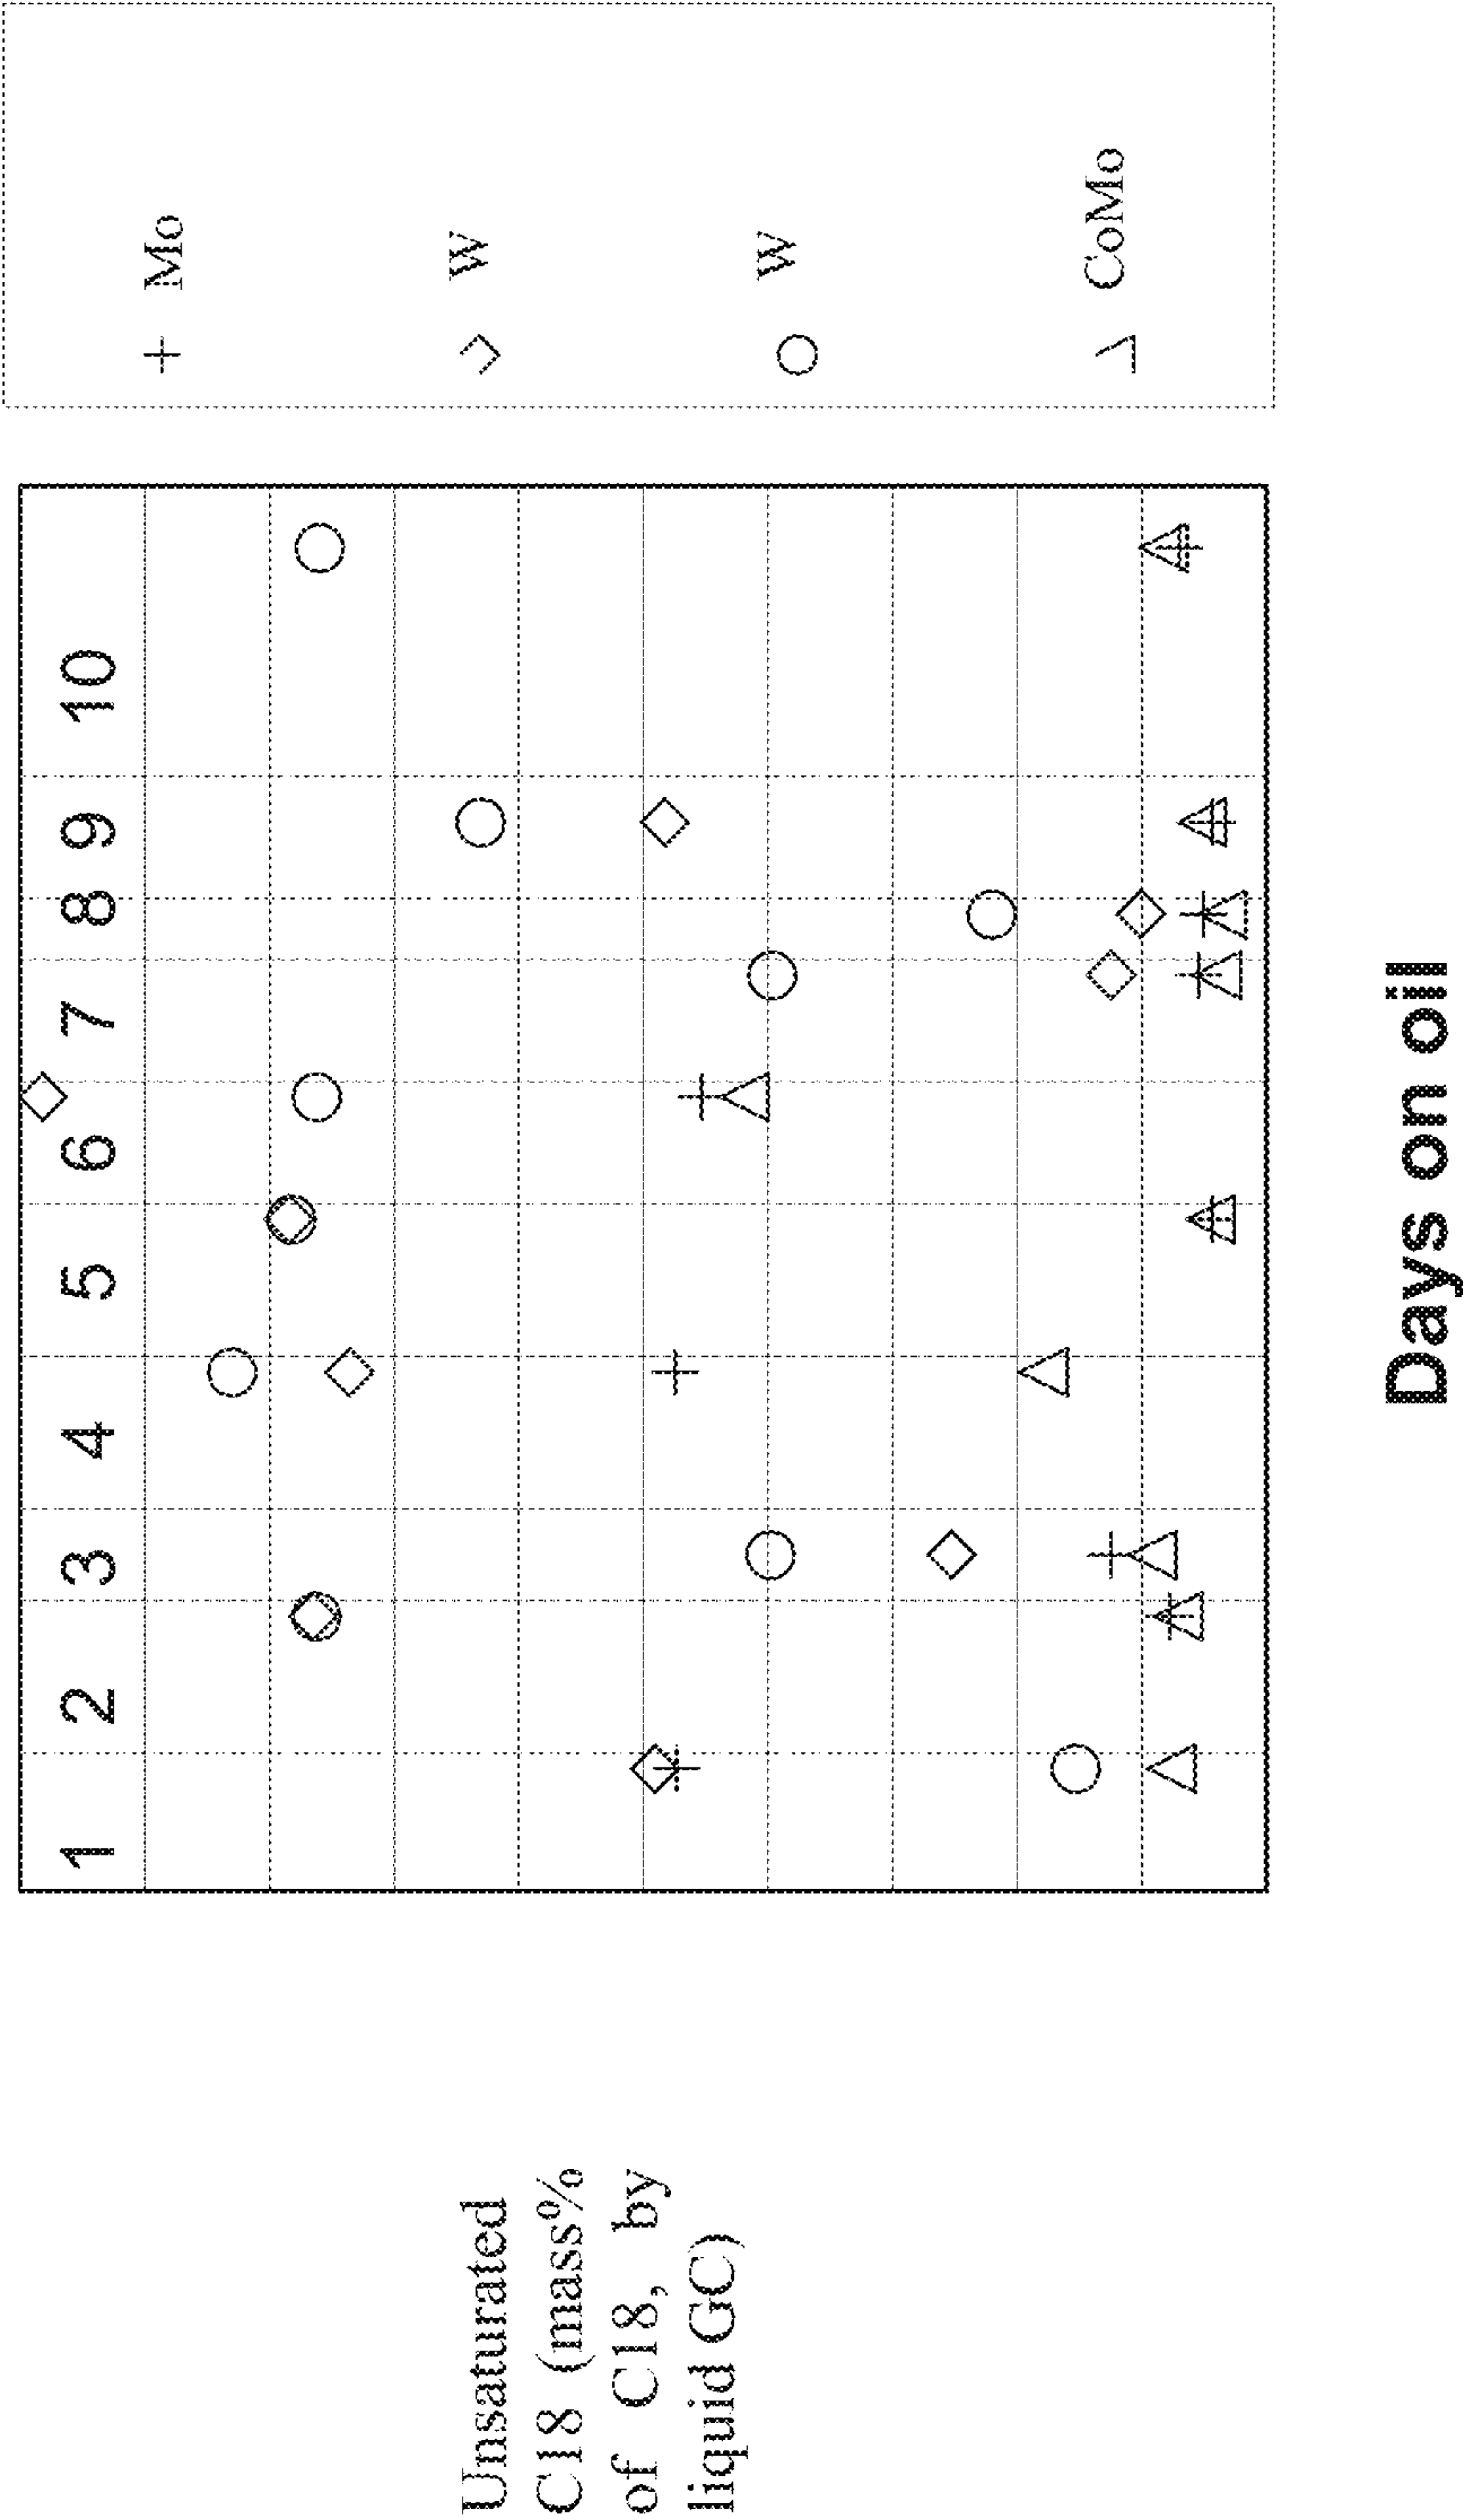 Unsaturated
C18 (mass%
of C18, by
liquid GC)
1 2 3 4 5 6 7 8 9 10
Mo
W
W
CoMo
Days on oil